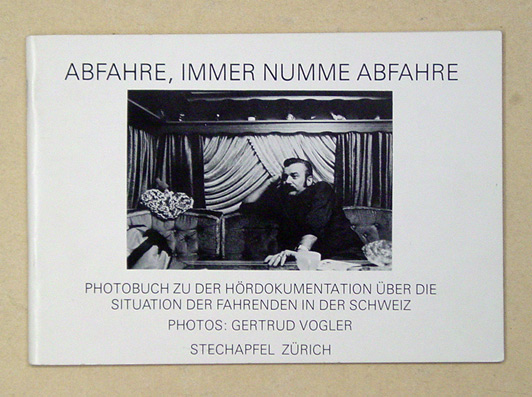 ABFAHRE, IMMER NUMME ABFAHRE
PHOTOBUCH ZU DER HÖRDOKUMENTATION ÜBER DIE
SITUATION DER FAHRENDEN IN DER SCHWEIZ
PHOTOS: GERTRUD VOGLER
STECHAPFEL ZÜRICH